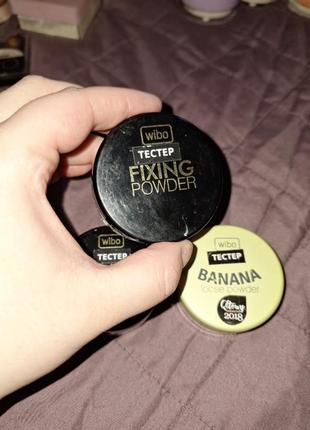 wibo
ТЕСТЕР
FIXING
POWDER
wibo
ТЕСТЕР
wibo
ТЕСТЕР
BANANA
loose powder
2018